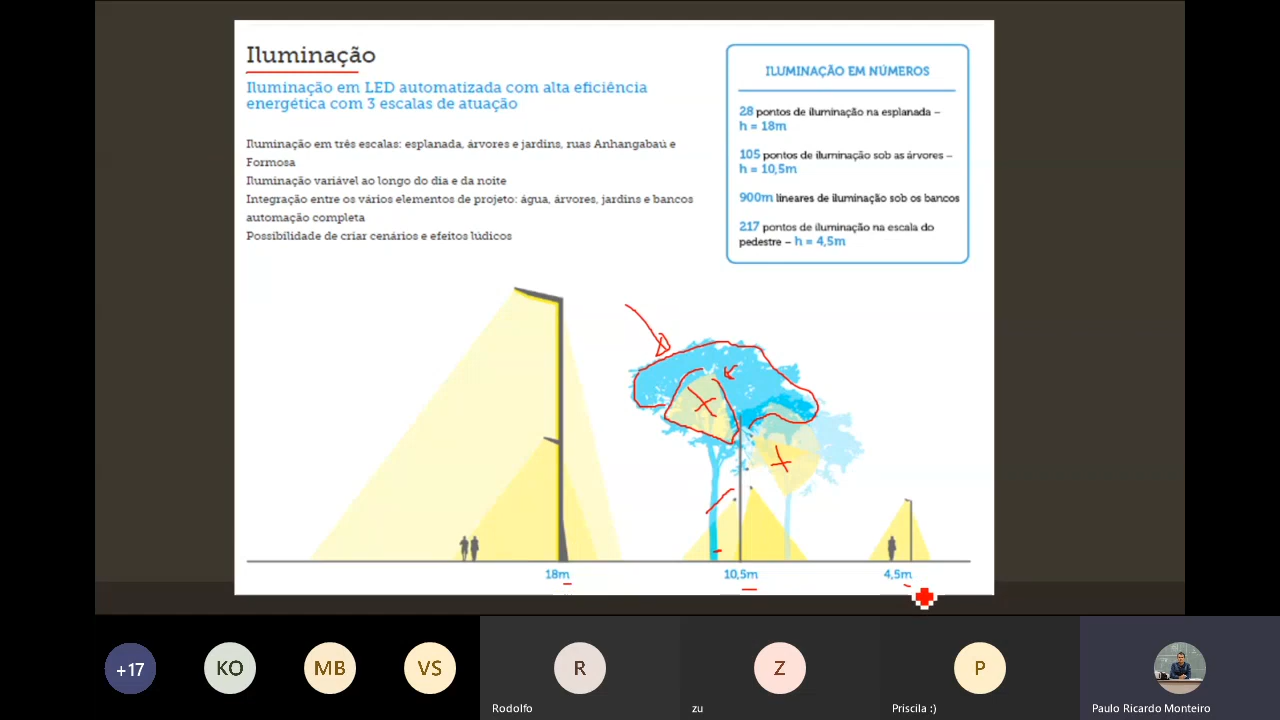 Iluminação
Iluminação em LED automatizada com alta eficiência
energética com 3 escalas de atuação
Iluminação em três escalas: esplanada, árvores e jardins, ruas Anhangabaú e
Formosa
Iluminação variável ao longo do dia e da noite
Integração entre os vários elementos de projeto: água, árvores, jardins e bancos
automação completa
Possibilidade de criar cenários e efeitos lúdicos
ILUMINAÇÃO EM NÚMEROS
28 pontos de iluminação na esplanada –
h = 18m
105 pontos de iluminação sob as árvores –
h = 10,5m
900m lineares de iluminação sob os bancos
217 pontos de iluminação na escala do
pedestre – h = 4,5m
18m
10,5m
4,5m
+17
KO
MB
VS
R
Z
P
Rodolfo
zu
Priscila :)
Paulo Ricardo Monteiro